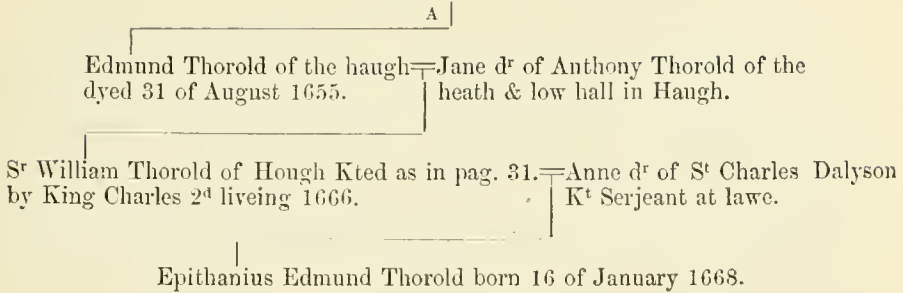 A
Edmund Thorold of the haugh=Jane dʳ of Anthony Thorold of the
dyed 31 of August 1655. heath & low hall in Haugh.
Sʳ William Thorold of Hough Kted as in pag. 31.=Anne dʳ of Sᵗ Charles Dalyson
by King Charles 2ᵈ liveing 1666. Kᵗ Serjeant at lawe.
Epithanius Edmund Thorold born 16 of January 1668.